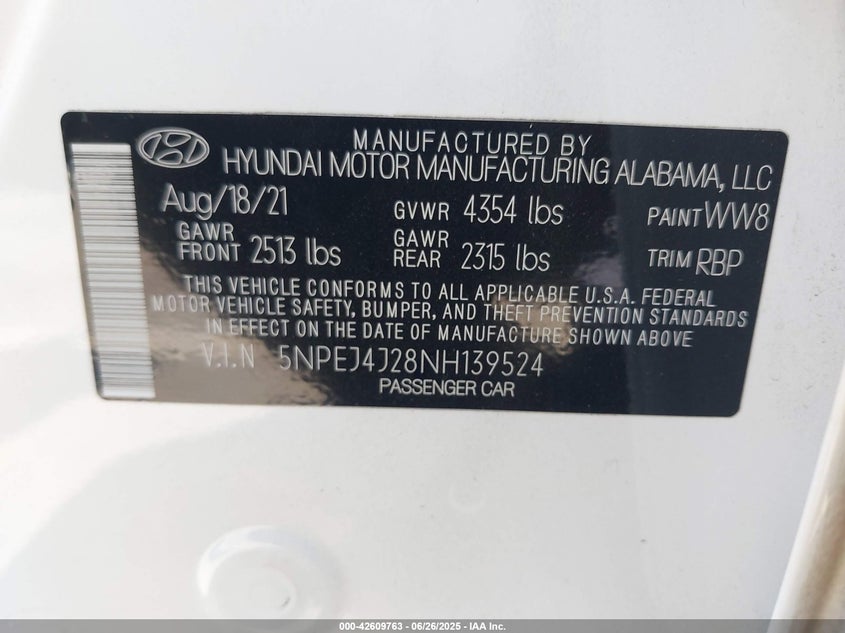 MANUFACTURED BY
HYUNDAI MOTOR MANUFACTURING ALABAMA, LLC
Aug/18/21 GVWR 4354 lbs PAINT WW8
GAWR FRONT 2513 lbs GAWR REAR 2315 lbs TRIM RBP
THIS VEHICLE CONFORMS TO ALL APPLICABLE U.S.A. FEDERAL
MOTOR VEHICLE SAFETY, BUMPER, AND THEFT PREVENTION STANDARDS
IN EFFECT ON THE DATE OF MANUFACTURE SHOWN ABOVE
V.I.N 5NPEJ4J28NH139524
PASSENGER CAR
000-42609763 - 06/26/2025 - IAA Inc.